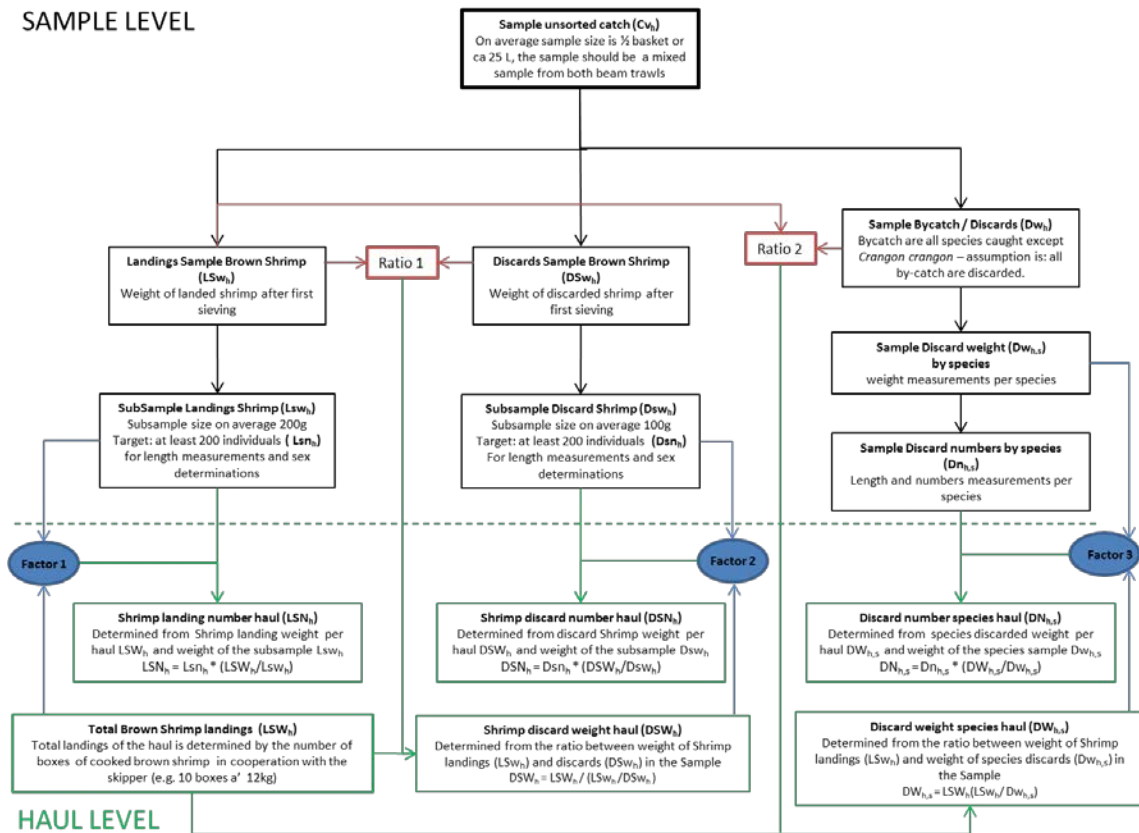 SAMPLE LEVEL
Sample unsorted catch (Cvₕ)
On average sample size is ½ basket or
ca 25 L, the sample should be a mixed
sample from both beam trawls
Landings Sample Brown Shrimp
(LSwₕ)
Weight of landed shrimp after first
sieving
Ratio 1
Discards Sample Brown Shrimp
(DSwₕ)
Weight of discarded shrimp after
first sieving
Ratio 2
Sample Bycatch / Discards (Dwₕ)
Bycatch are all species caught except
Crangon crangon – assumption is: all
by-catch are discarded.
Sample Discard weight (Dwₕ,ₛ)
by species
weight measurements per species
SubSample Landings Shrimp (Lswₕ)
Subsample size on average 200g
Target: at least 200 individuals ( Lsnₕ)
for length measurements and sex
determinations
Subsample Discard Shrimp (Dswₕ)
Subsample size on average 100g
Target: at least 200 individuals (Dsnₕ)
For length measurements and sex
determinations
Sample Discard numbers by species
(Dnₕ,ₛ)
Length and numbers measurements per
species
Factor 1
Factor 2
Factor 3
Shrimp landing number haul (LSNₕ)
Determined from Shrimp landing weight per
haul LSWₕ and weight of the subsample Lswₕ
LSNₕ = Lsnₕ * (LSWₕ/Lswₕ)
Shrimp discard number haul (DSNₕ)
Determined from discard Shrimp weight per
haul DSWₕ and weight of the subsample Dswₕ
DSNₕ = Dsnₕ * (DSWₕ/Dswₕ)
Discard number species haul (DNₕ,ₛ)
Determined from species discarded weight per
haul DWₕ,ₛ and weight of the species sample Dwₕ,ₛ
DNₕ,ₛ = Dnₕ,ₛ * (DWₕ,ₛ/Dwₕ,ₛ)
Total Brown Shrimp landings (LSWₕ)
Total landings of the haul is determined by the number of
boxes of cooked brown shrimp in cooperation with the
skipper (e.g. 10 boxes a' 12kg)
Shrimp discard weight haul (DSWₕ)
Determined from the ratio between weight of Shrimp
landings (LSwₕ) and discards (DSwₕ) in the Sample
DSWₕ = LSWₕ / (LSwₕ/DSwₕ)
Discard weight species haul (DWₕ,ₛ)
Determined from the ratio between weight of Shrimp
landings (LSwₕ) and weight of species discards (Dwₕ,ₛ) in
the Sample
DWₕ,ₛ = LSWₕ(LSwₕ/Dwₕ,ₛ)
HAUL LEVEL